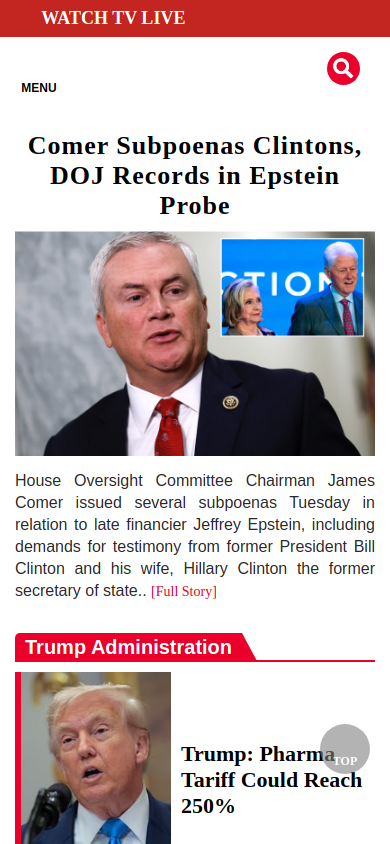 WATCH TV LIVE
MENU
Comer Subpoenas Clintons,
DOJ Records in Epstein
Probe
CTION
House Oversight Committee Chairman James
Comer issued several subpoenas Tuesday in
relation to late financier Jeffrey Epstein, including
demands for testimony from former President Bill
Clinton and his wife, Hillary Clinton the former
secretary of state.. [Full Story]
Trump Administration
Trump: Pharma
Tariff Could Reach
250%
TOP